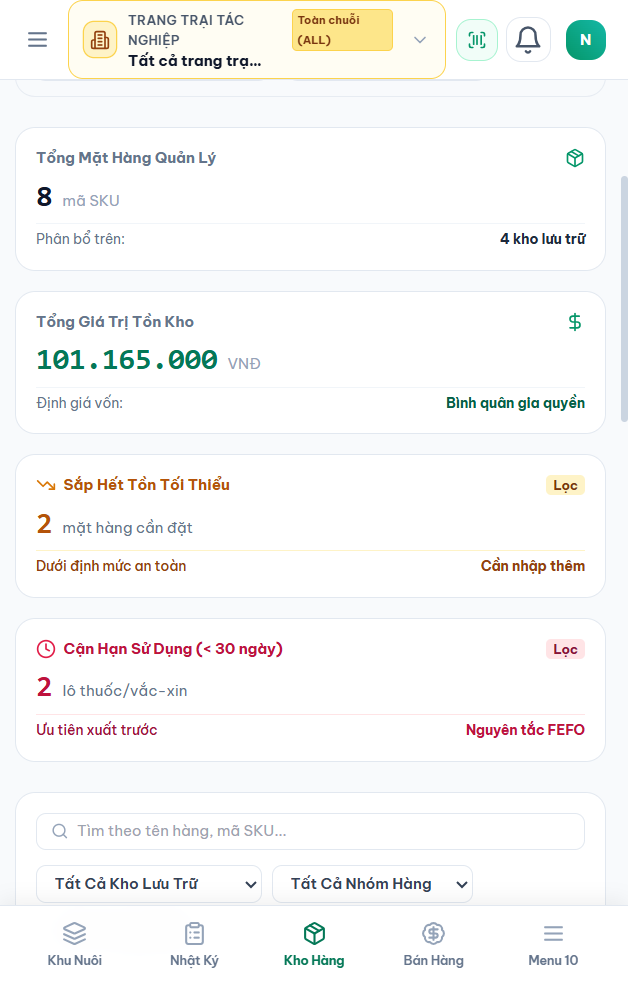 TRANG TRẠI TÁC
NGHIỆP
Toàn chuỗi
(ALL)
Tất cả trang trạ...
N
Tổng Mặt Hàng Quản Lý
8 mã SKU
Phân bổ trên: 4 kho lưu trữ
Tổng Giá Trị Tồn Kho
101.165.000 VNĐ
Định giá vốn: Bình quân gia quyền
Sắp Hết Tồn Tối Thiểu Lọc
2 mặt hàng cần đặt
Dưới định mức an toàn Cần nhập thêm
Cận Hạn Sử Dụng (< 30 ngày) Lọc
2 lô thuốc/vắc-xin
Ưu tiên xuất trước Nguyên tắc FEFO
Tìm theo tên hàng, mã SKU...
Tất Cả Kho Lưu Trữ Tất Cả Nhóm Hàng
Khu Nuôi Nhật Ký Kho Hàng Bán Hàng Menu 10